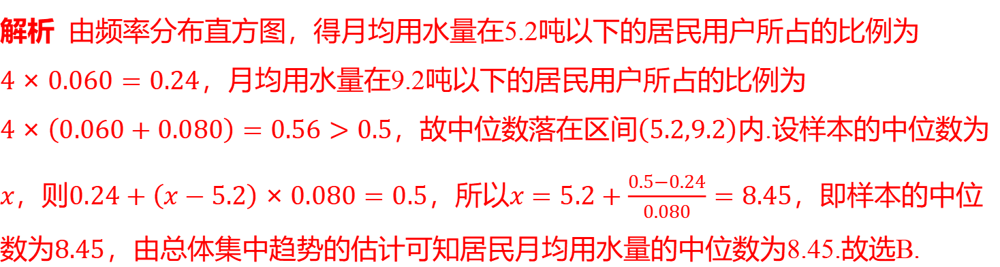 解析 由频率分布直方图，得月均用水量在5.2吨以下的居民用户所占的比例为
4 × 0.060 = 0.24，月均用水量在9.2吨以下的居民用户所占的比例为
4 × (0.060 + 0.080) = 0.56 > 0.5，故中位数落在区间(5.2,9.2)内.设样本的中位数为
x，则0.24 + (x − 5.2) × 0.080 = 0.5，所以x = 5.2 + \frac{0.5−0.24}{0.080} = 8.45，即样本的中位
数为8.45，由总体集中趋势的估计可知居民月均用水量的中位数为8.45.故选B.